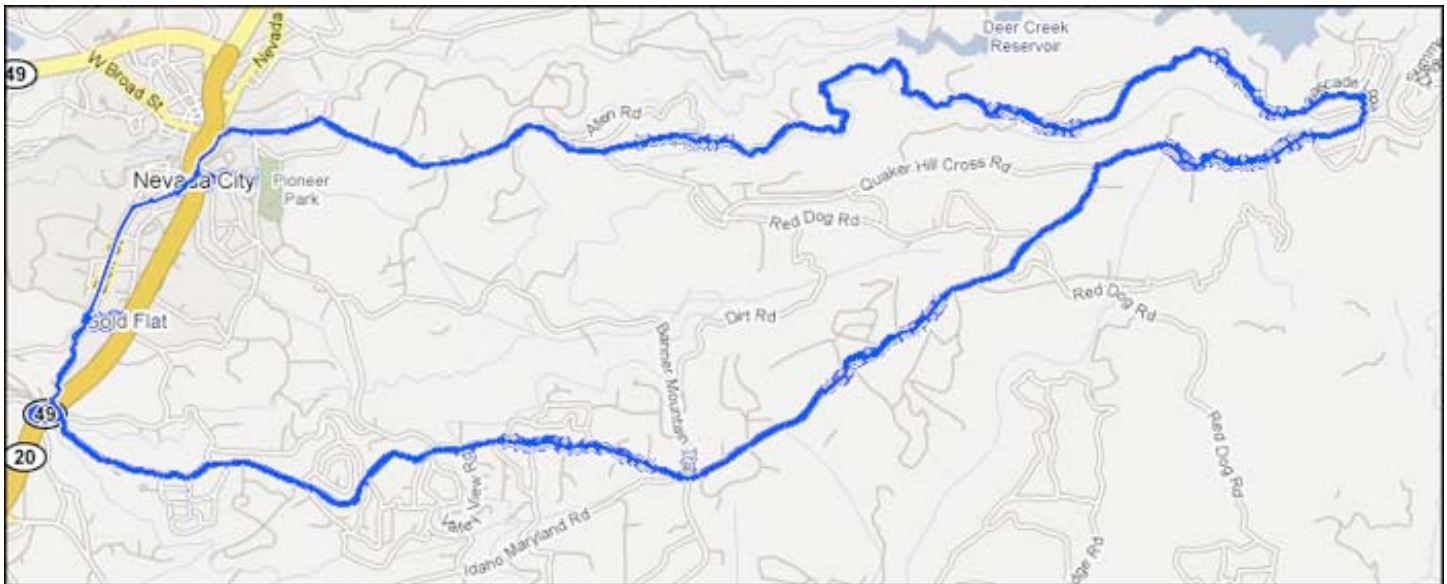 Deer Creek
Reservoir
Nevada
49
W Broad St
Allen Rd
Nevada City
Pioneer
Park
Quaker Hill Cross Rd
Red Dog Rd
Gold Flat
Dirt Rd
Red Dog Rd
Banner Mountain Trail
49
20
Red Dog Rd
View Rd
Idaho Maryland Rd